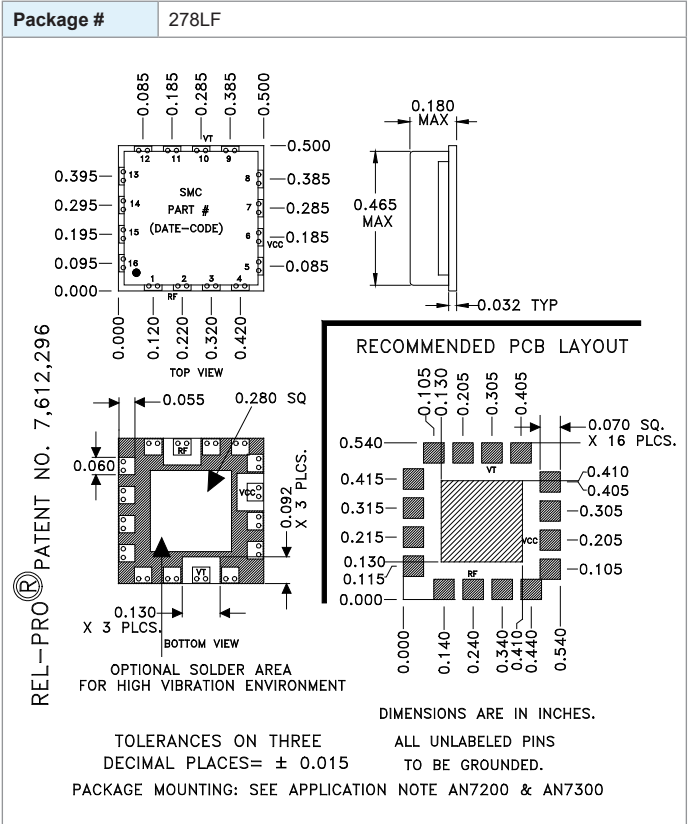 Package # 278LF
0.085 0.185 0.285 0.385 0.500
VT
12 11 10 9
0.500
0.395 13 8 0.385
SMC
0.295 14 PART # 7 0.285
(DATE-CODE)
0.195 15 6 0.185
VCC
0.095 16 5 0.085
1 2 3 4
0.000
RF
0.000 0.120 0.220 0.320 0.420
TOP VIEW
0.180
MAX
0.465
MAX
0.032 TYP
REL-PRO® PATENT NO. 7,612,296
0.055 0.280 SQ
RF
0.060
VCC
0.092
X 3 PLCS.
VT
0.130
X 3 PLCS.
BOTTOM VIEW
OPTIONAL SOLDER AREA
FOR HIGH VIBRATION ENVIRONMENT
RECOMMENDED PCB LAYOUT
0.105 0.130 0.205 0.305 0.405
0.070 SQ.
X 16 PLCS.
0.540
VT
0.415 0.410
0.405
0.315 0.305
0.215 VCC 0.205
0.130
0.115 0.105
RF
0.000
0.000 0.140 0.240 0.340 0.410 0.440 0.540
DIMENSIONS ARE IN INCHES.
TOLERANCES ON THREE
DECIMAL PLACES= ± 0.015
ALL UNLABELED PINS
TO BE GROUNDED.
PACKAGE MOUNTING: SEE APPLICATION NOTE AN7200 & AN7300